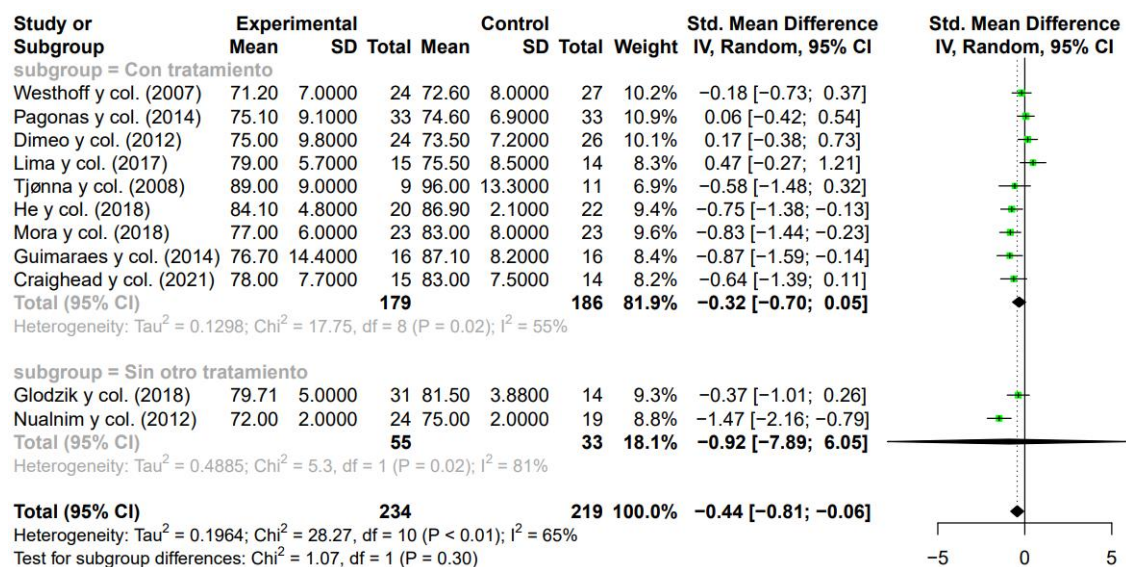 Study or Experimental Control Std. Mean Difference Std. Mean Difference
Subgroup Mean SD Total Mean SD Total Weight IV, Random, 95% CI IV, Random, 95% CI
subgroup = Con tratamiento
Westhoff y col. (2007) 71.20 7.0000 24 72.60 8.0000 27 10.2% −0.18 [−0.73; 0.37]
Pagonas y col. (2014) 75.10 9.1000 33 74.60 6.9000 33 10.9% 0.06 [−0.42; 0.54]
Dimeo y col. (2012) 75.00 9.8000 24 73.50 7.2000 26 10.1% 0.17 [−0.38; 0.73]
Lima y col. (2017) 79.00 5.7000 15 75.50 8.5000 14 8.3% 0.47 [−0.27; 1.21]
Tjønna y col. (2008) 89.00 9.0000 9 96.00 13.3000 11 6.9% −0.58 [−1.48; 0.32]
He y col. (2018) 84.10 4.8000 20 86.90 2.1000 22 9.4% −0.75 [−1.38; −0.13]
Mora y col. (2018) 77.00 6.0000 23 83.00 8.0000 23 9.6% −0.83 [−1.44; −0.23]
Guimaraes y col. (2014) 76.70 14.4000 16 87.10 8.2000 16 8.4% −0.87 [−1.59; −0.14]
Craighead y col. (2021) 78.00 7.7000 15 83.00 7.5000 14 8.2% −0.64 [−1.39; 0.11]
Total (95% CI) 179 186 81.9% −0.32 [−0.70; 0.05]
Heterogeneity: Tau² = 0.1298; Chi² = 17.75, df = 8 (P = 0.02); I² = 55%
subgroup = Sin otro tratamiento
Glodzik y col. (2018) 79.71 5.0000 31 81.50 3.8800 14 9.3% −0.37 [−1.01; 0.26]
Nualnim y col. (2012) 72.00 2.0000 24 75.00 2.0000 19 8.8% −1.47 [−2.16; −0.79]
Total (95% CI) 55 33 18.1% −0.92 [−7.89; 6.05]
Heterogeneity: Tau² = 0.4885; Chi² = 5.3, df = 1 (P = 0.02); I² = 81%
Total (95% CI) 234 219 100.0% −0.44 [−0.81; −0.06]
Heterogeneity: Tau² = 0.1964; Chi² = 28.27, df = 10 (P < 0.01); I² = 65%
Test for subgroup differences: Chi² = 1.07, df = 1 (P = 0.30) −5 0 5